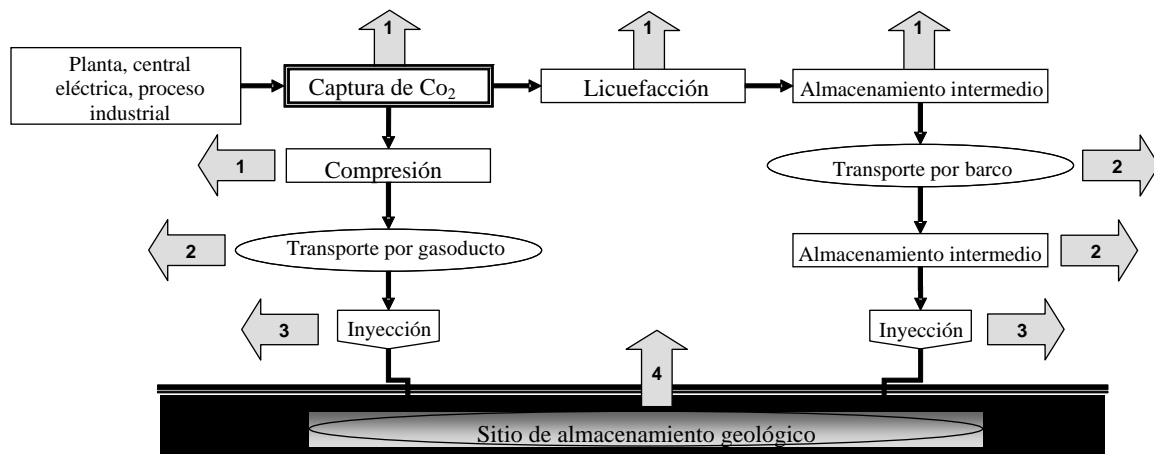 1
1
1
Planta, central
eléctrica, proceso
industrial
Captura de Co₂
Licuefacción
Almacenamiento intermedio
1
Compresión
Transporte por barco
2
2
Transporte por gasoducto
Almacenamiento intermedio
2
3
Inyección
Inyección
3
4
Sitio de almacenamiento geológico